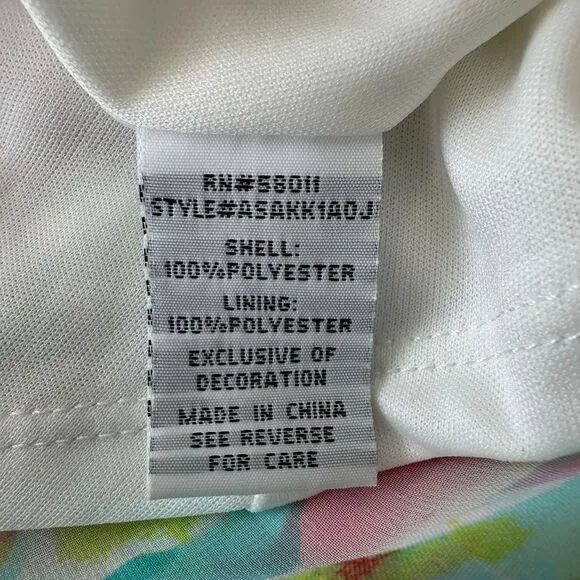 RN#58011
STYLE#ASAKK1A0J
SHELL:
100%POLYESTER
LINING:
100%POLYESTER
EXCLUSIVE OF
DECORATION
MADE IN CHINA
SEE REVERSE
FOR CARE